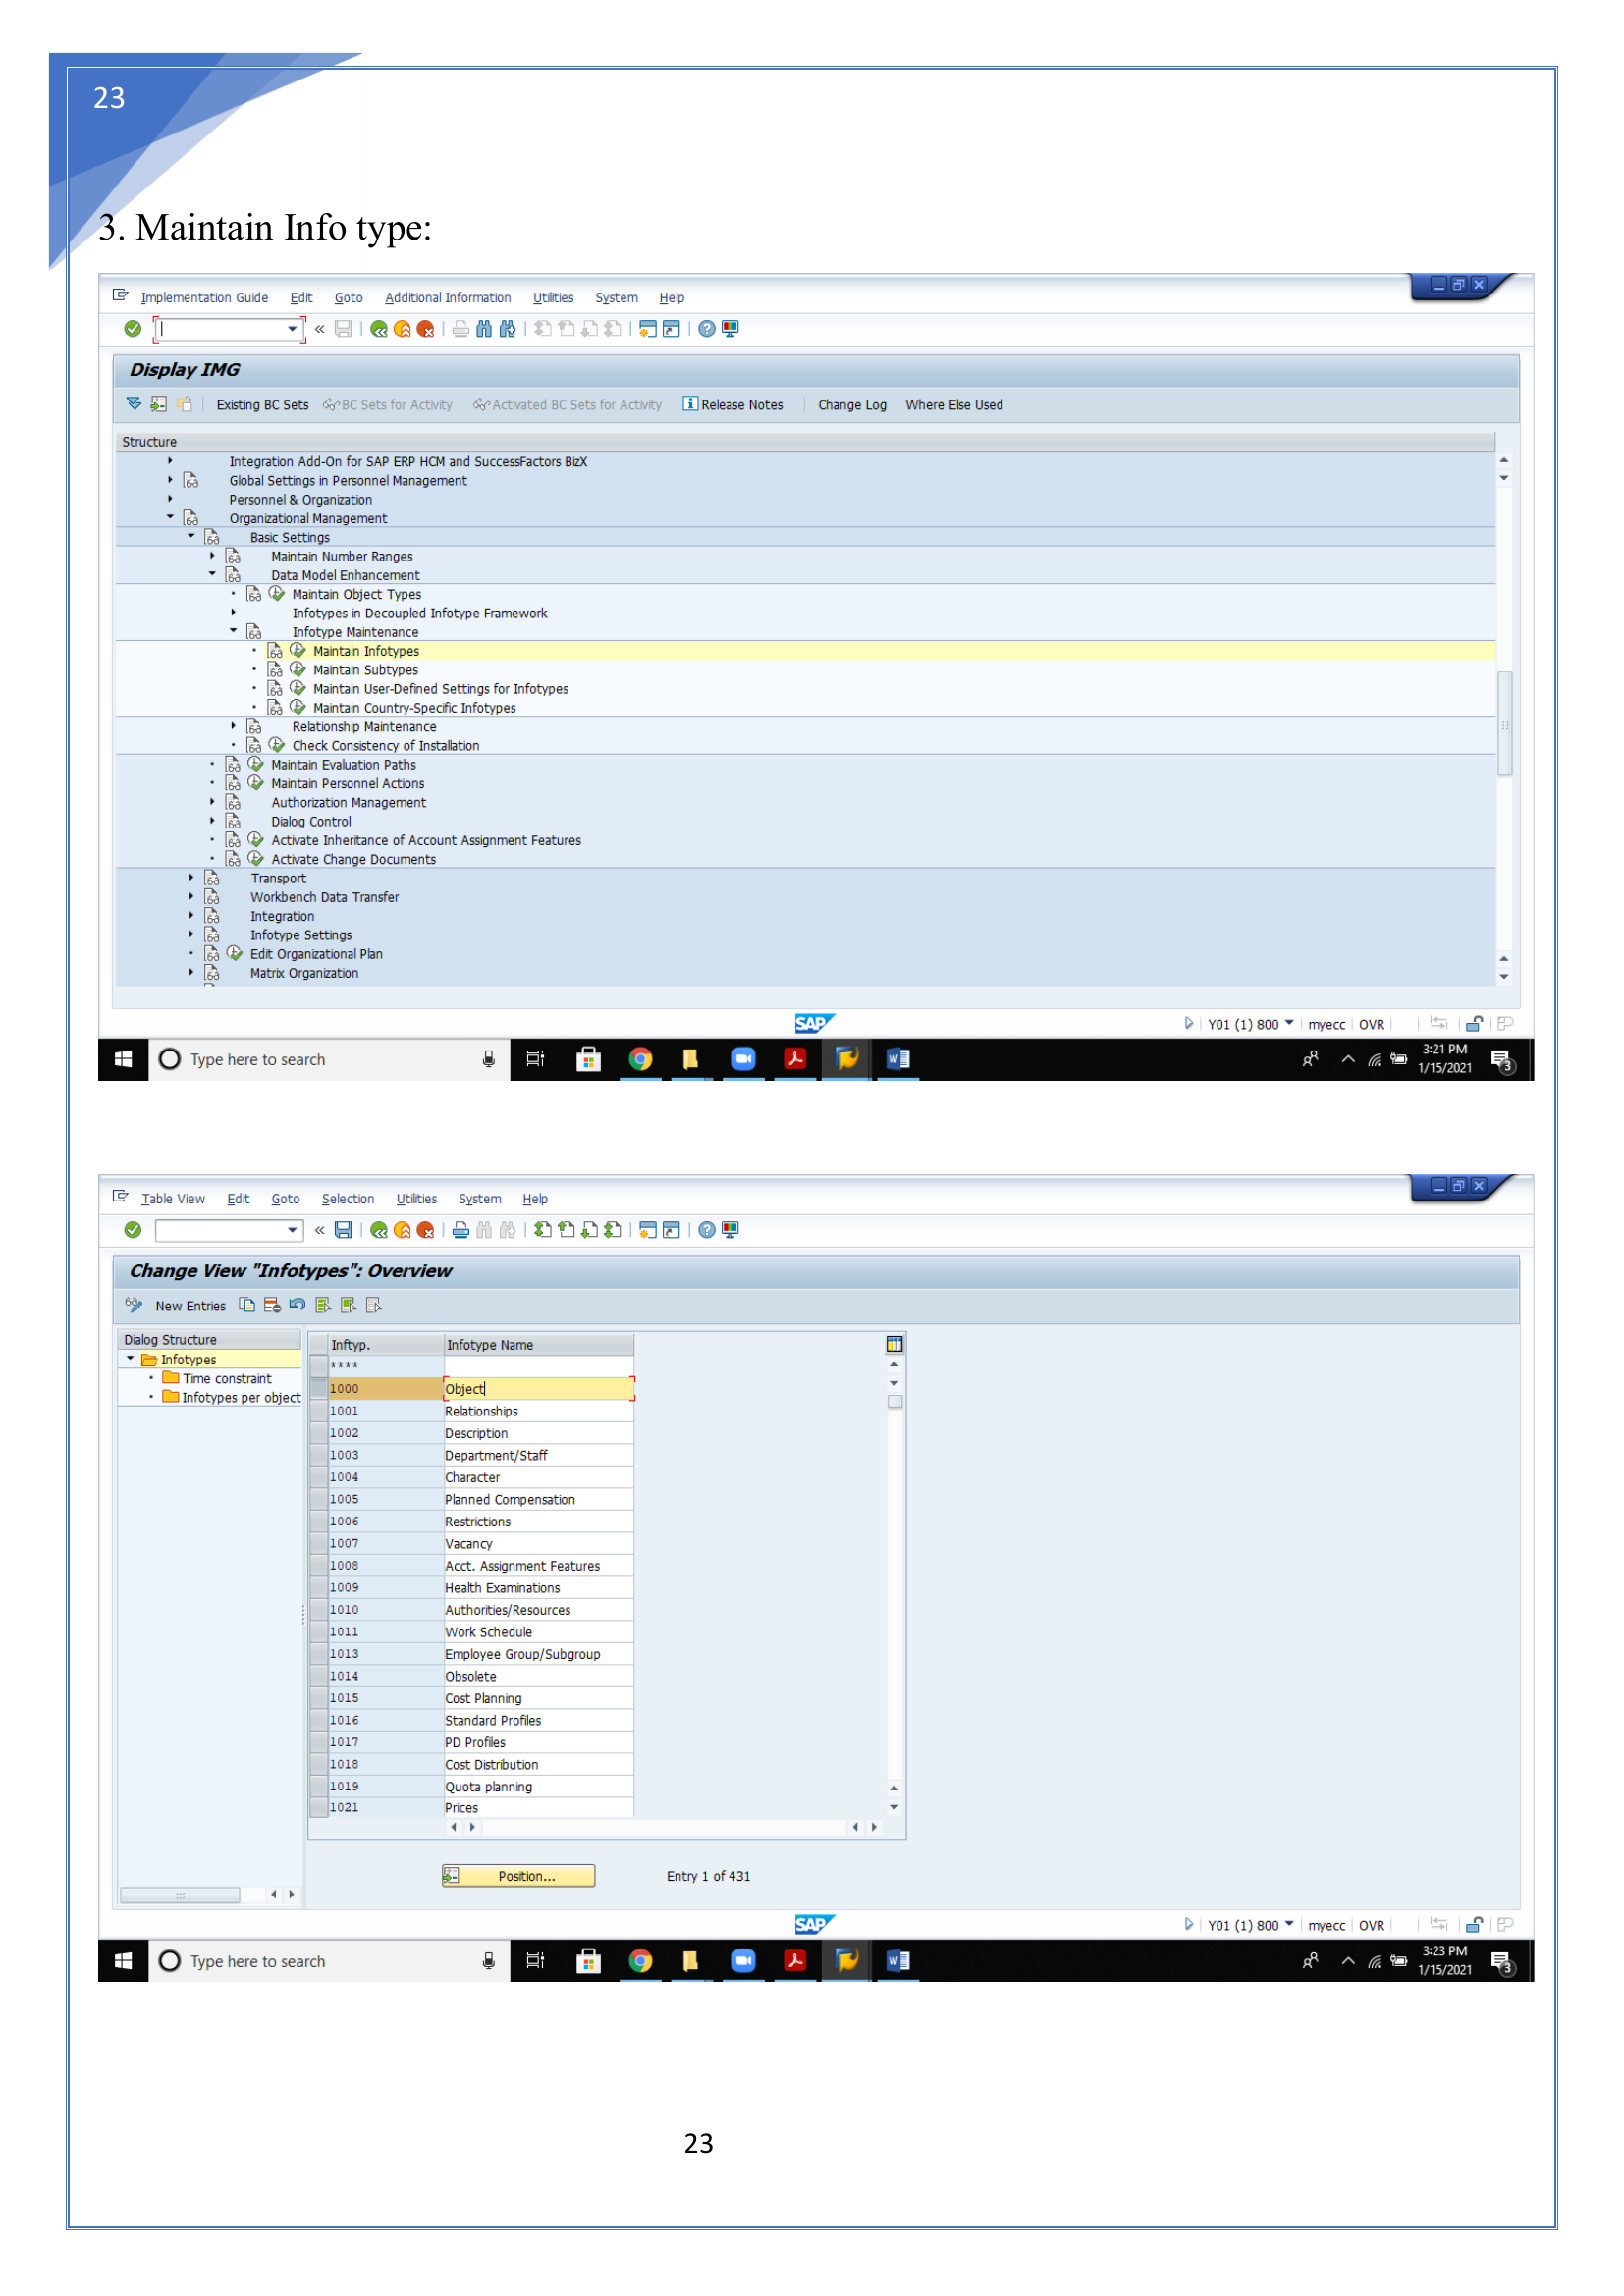 23
3. Maintain Info type:
Implementation Guide Edit Goto Additional Information Utilities System Help
Display IMG
Existing BC Sets BC Sets for Activity Activated BC Sets for Activity Release Notes Change Log Where Else Used
Structure
Integration Add-On for SAP ERP HCM and SuccessFactors BizX
Global Settings in Personnel Management
Personnel & Organization
Organizational Management
Basic Settings
Maintain Number Ranges
Data Model Enhancement
Maintain Object Types
Infotypes in Decoupled Infotype Framework
Infotype Maintenance
Maintain Infotypes
Maintain Subtypes
Maintain User-Defined Settings for Infotypes
Maintain Country-Specific Infotypes
Relationship Maintenance
Check Consistency of Installation
Maintain Evaluation Paths
Maintain Personnel Actions
Authorization Management
Dialog Control
Activate Inheritance of Account Assignment Features
Activate Change Documents
Transport
Workbench Data Transfer
Integration
Infotype Settings
Edit Organizational Plan
Matrix Organization
SAP Y01 (1) 800 myecc OVR
Type here to search 3:21 PM
1/15/2021 3
Table View Edit Goto Selection Utilities System Help
Change View "Infotypes": Overview
New Entries
Dialog Structure
Infotypes
Time constraint
Infotypes per object
Inftyp. Infotype Name
****
1000 Object
1001 Relationships
1002 Description
1003 Department/Staff
1004 Character
1005 Planned Compensation
1006 Restrictions
1007 Vacancy
1008 Acct. Assignment Features
1009 Health Examinations
1010 Authorities/Resources
1011 Work Schedule
1013 Employee Group/Subgroup
1014 Obsolete
1015 Cost Planning
1016 Standard Profiles
1017 PD Profiles
1018 Cost Distribution
1019 Quota planning
1021 Prices
Position... Entry 1 of 431
SAP Y01 (1) 800 myecc OVR
Type here to search 3:23 PM
1/15/2021 3
23